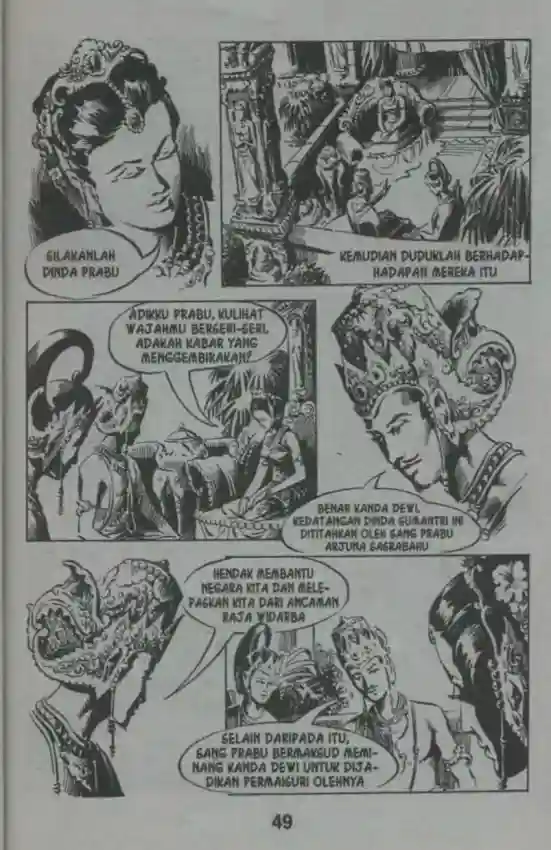 SILAKANLAH
DINDA PRABU
KEMUDIAN DUDUKLAH BERHADAP-
HADAPAN MEREKA ITU
ADIKKU PRABU, KULIHAT
WAJAHMU BERSERI-SERI,
ADAKAH KABAR YANG
MENGGEMBIRAKAN?
BENAR KANDA DEWI,
KEDATANGAN DINDA SUMANTRI INI
DITITAHKAN OLEH SANG PRABU
ARJUNA SASRABAHU
HENDAK MEMBANTU
NEGARA KITA DAN MELE-
PASKAN KITA DARI ANCAMAN
RAJA WIDARBA
SELAIN DARIPADA ITU,
SANG PRABU BERMAKSUD MEMI-
NANG KANDA DEWI UNTUK DIJA-
DIKAN PERMAISURI OLEHNYA
49